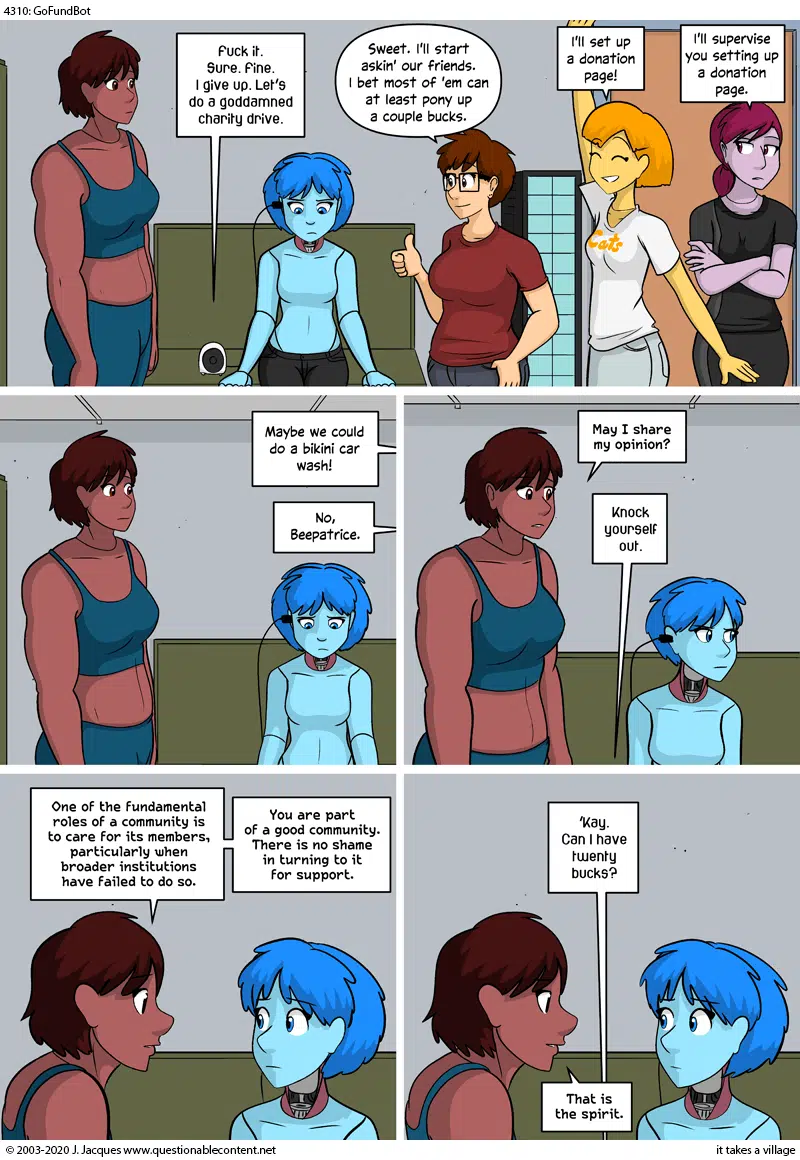 4310: GoFundBot
Fuck it.
Sure. Fine.
I give up. Let's
do a goddamned
charity drive.
Sweet. I'll start
askin' our friends.
I bet most of 'em can
at least pony up
a couple bucks.
I'll set up
a donation
page!
I'll supervise
you setting up
a donation
page.
Cats
Maybe we could
do a bikini car
wash!
No,
Beepatrice.
May I share
my opinion?
Knock
yourself
out.
One of the fundamental
roles of a community is
to care for its members,
particularly when
broader institutions
have failed to do so.
You are part
of a good community.
There is no shame
in turning to it
for support.
'Kay.
Can I have
twenty
bucks?
That is
the spirit.
© 2003-2020 J. Jacques www.questionablecontent.net
it takes a village